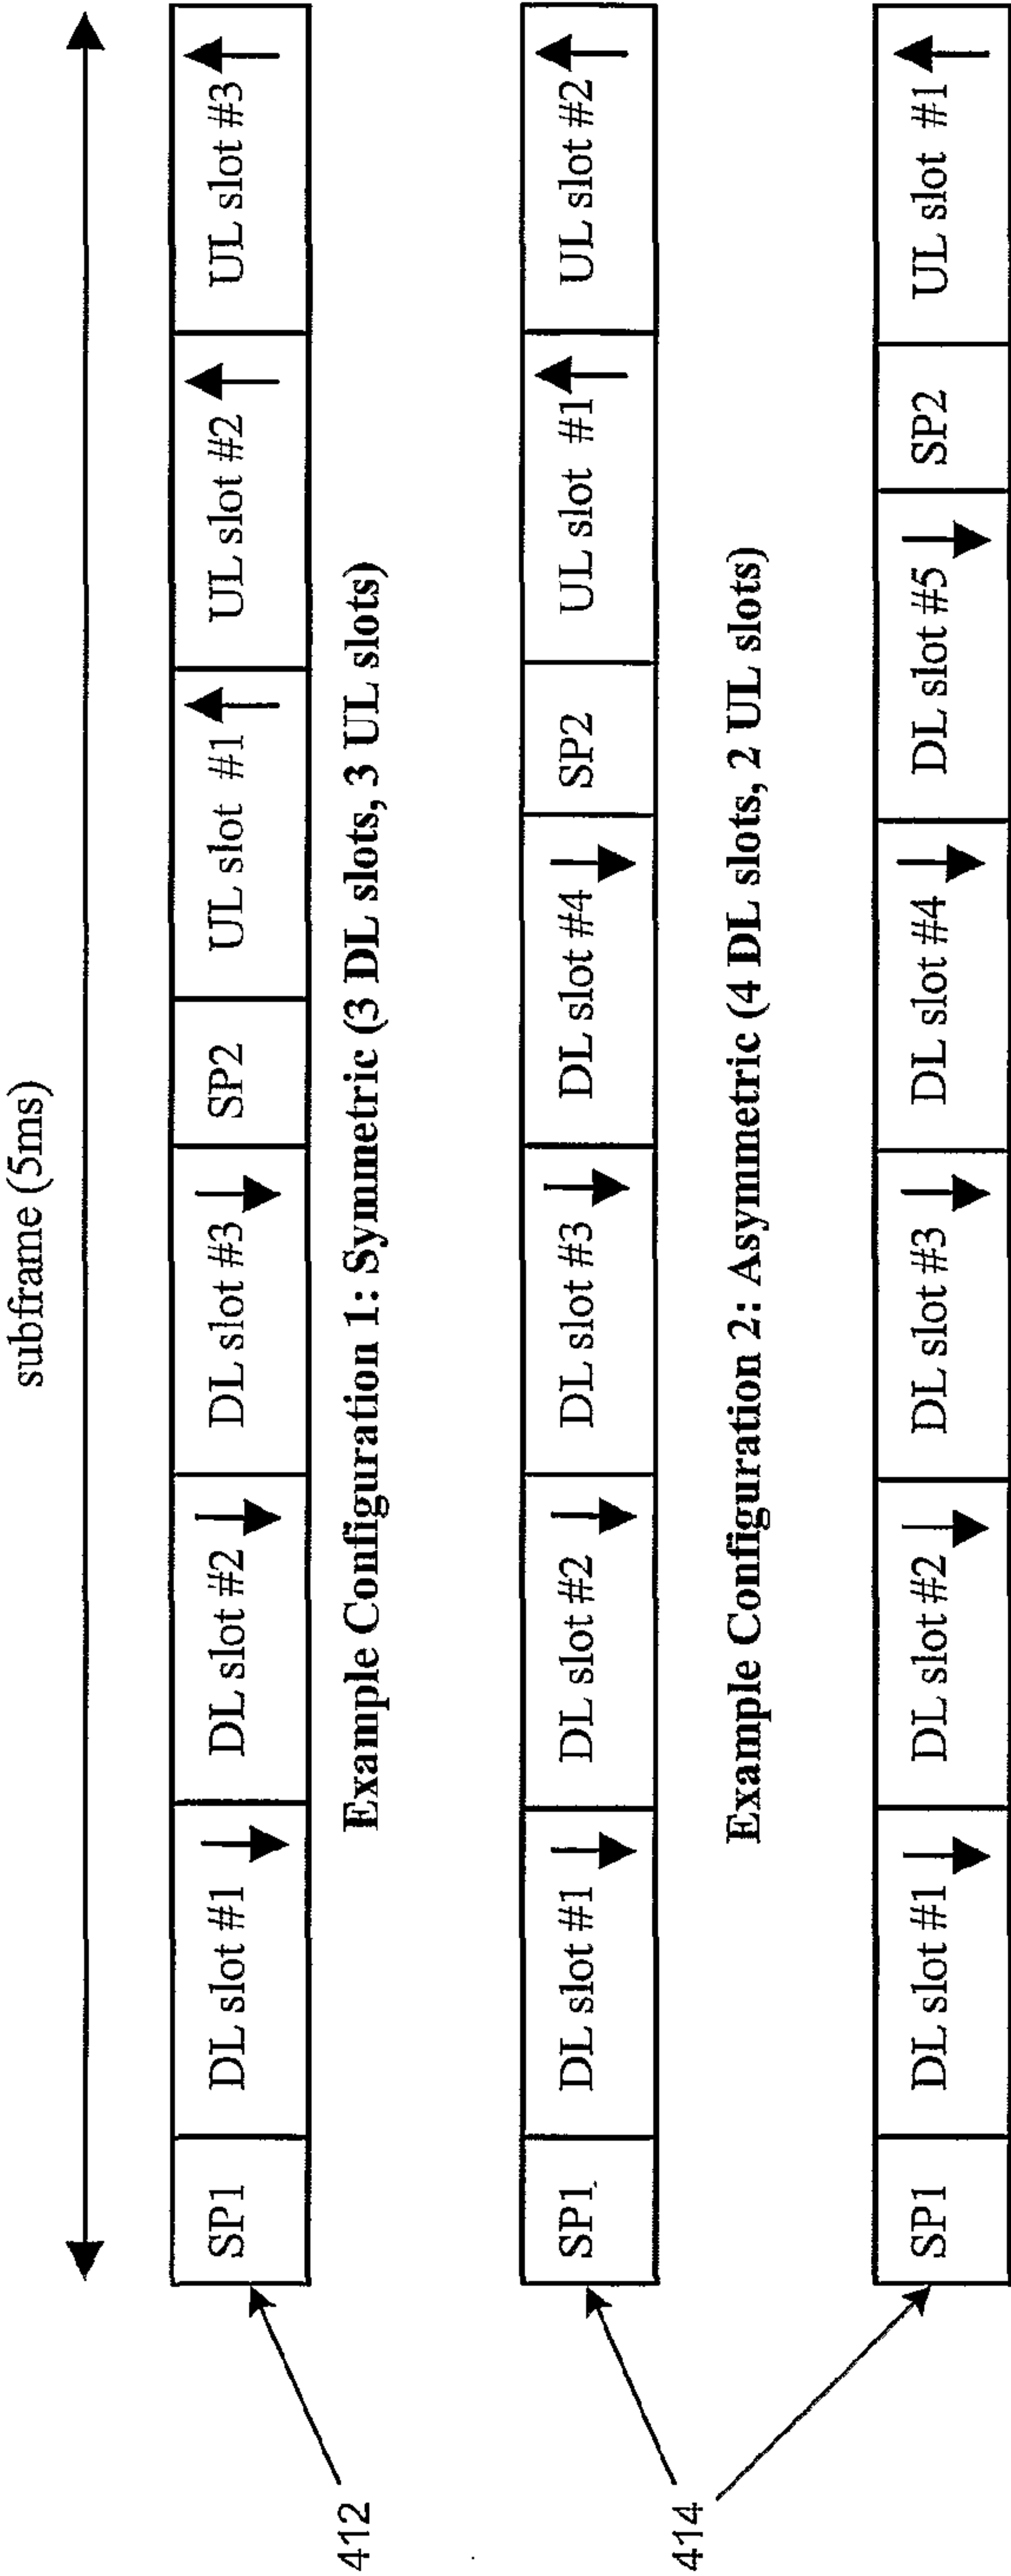 subframe (5ms)
SP1 DL slot #1 DL slot #2 DL slot #3 SP2 UL slot #1 UL slot #2 UL slot #3
412
Example Configuration 1: Symmetric (3 DL slots, 3 UL slots)
SP1 DL slot #1 DL slot #2 DL slot #3 DL slot #4 SP2 UL slot #1 UL slot #2
414
Example Configuration 2: Asymmetric (4 DL slots, 2 UL slots)
SP1 DL slot #1 DL slot #2 DL slot #3 DL slot #4 DL slot #5 SP2 UL slot #1